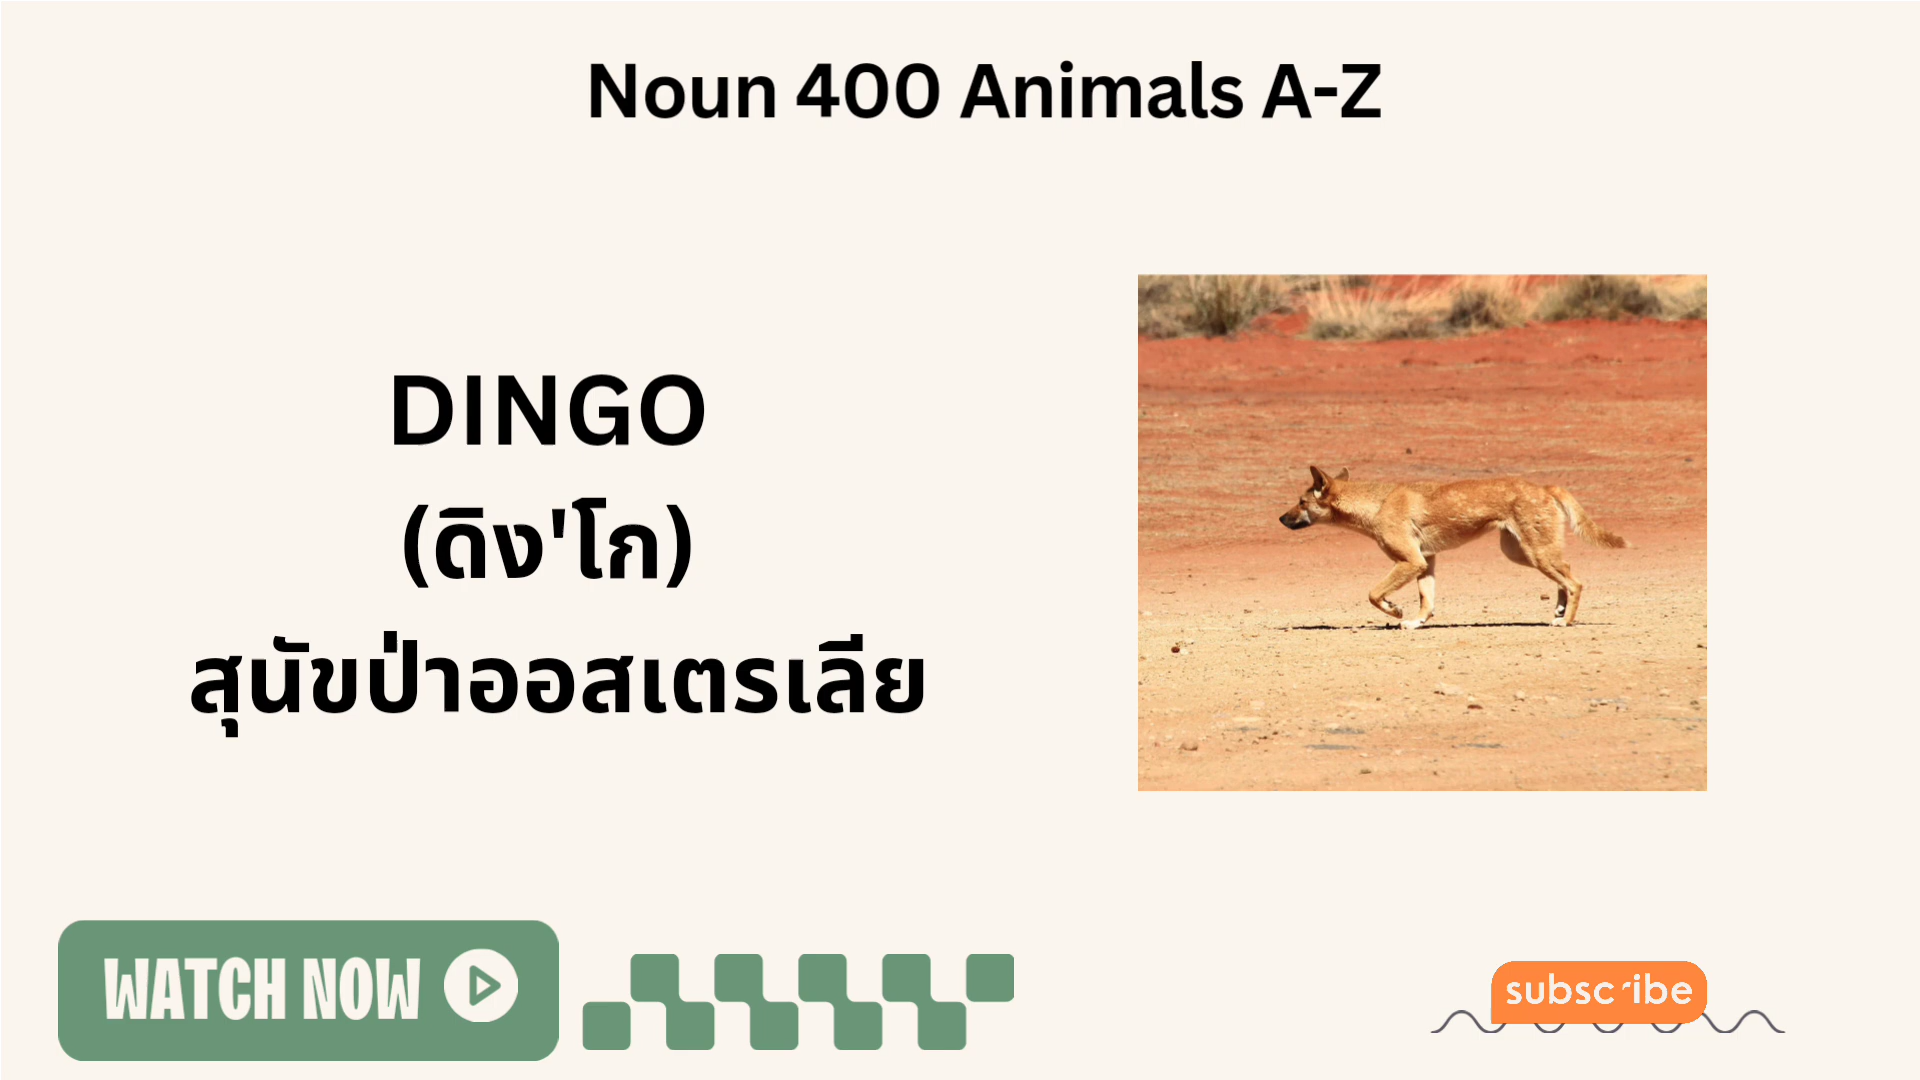 Noun 400 Animals A-Z
DINGO
(ดิง'โก)
สุนัขป่าออสเตรเลีย
WATCH NOW
subscribe